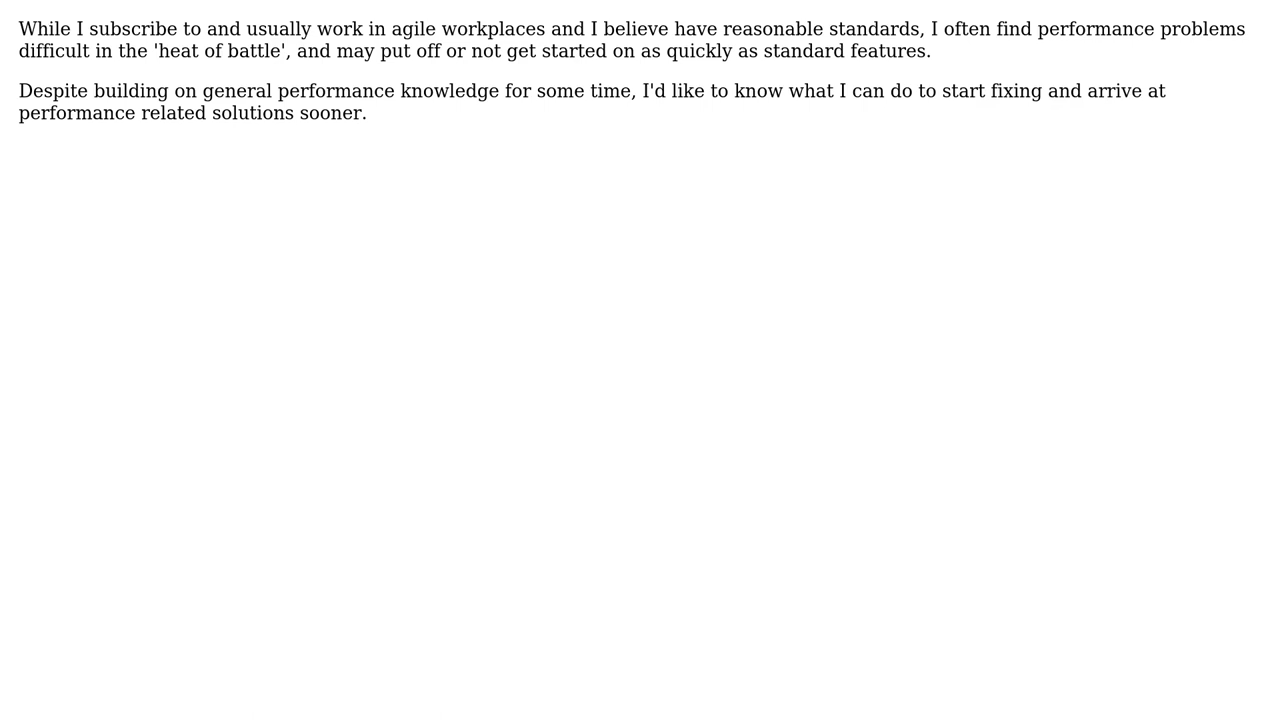 While I subscribe to and usually work in agile workplaces and I believe have reasonable standards, I often find performance problems
difficult in the 'heat of battle', and may put off or not get started on as quickly as standard features.
Despite building on general performance knowledge for some time, I'd like to know what I can do to start fixing and arrive at
performance related solutions sooner.